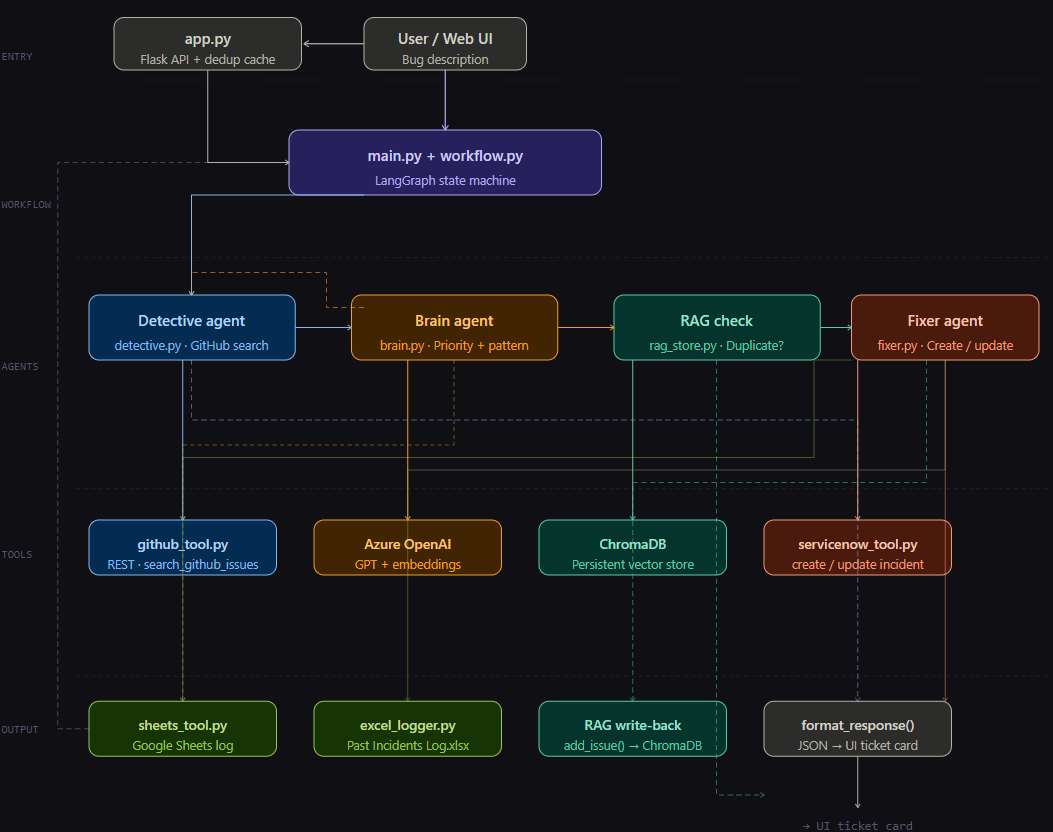 app.py
Flask API + dedup cache
User / Web UI
Bug description
ENTRY
main.py + workflow.py
LangGraph state machine
WORKFLOW
Detective agent
detective.py · GitHub search
Brain agent
brain.py · Priority + pattern
RAG check
rag_store.py · Duplicate?
Fixer agent
fixer.py · Create / update
AGENTS
github_tool.py
REST · search_github_issues
Azure OpenAI
GPT + embeddings
ChromaDB
Persistent vector store
servicenow_tool.py
create / update incident
TOOLS
sheets_tool.py
Google Sheets log
excel_logger.py
Past Incidents Log.xlsx
RAG write-back
add_issue() → ChromaDB
format_response()
JSON → UI ticket card
OUTPUT
→ UI ticket card